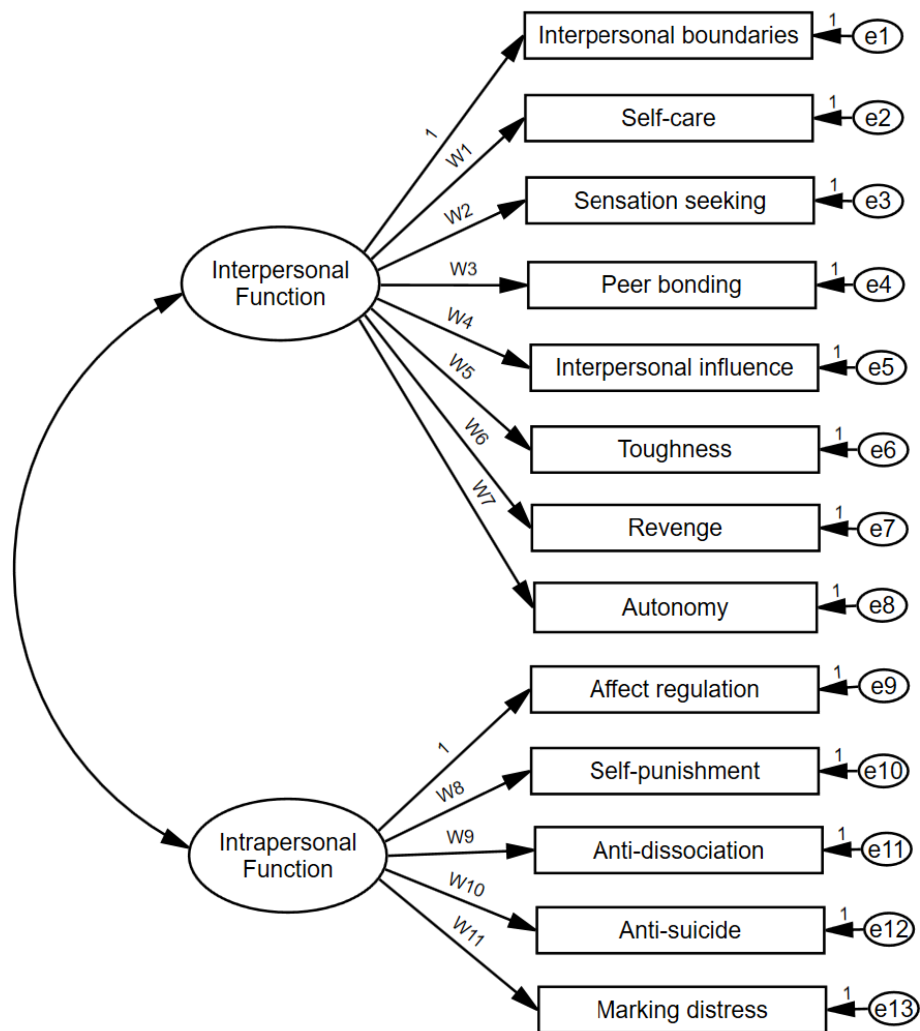 1
Interpersonal boundaries
1
e1
W1
Self-care
1
e2
W2
Sensation seeking
1
e3
Interpersonal
Function
W3
Peer bonding
1
e4
W4
Interpersonal influence
1
e5
W5
Toughness
1
e6
W6
Revenge
1
e7
W7
Autonomy
1
e8
1
Affect regulation
1
e9
W8
Self-punishment
1
e10
Intrapersonal
Function
W9
Anti-dissociation
1
e11
W10
Anti-suicide
1
e12
W11
Marking distress
1
e13